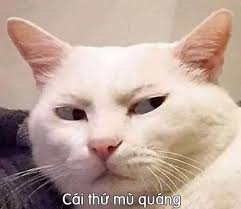 Cái thứ mù quáng